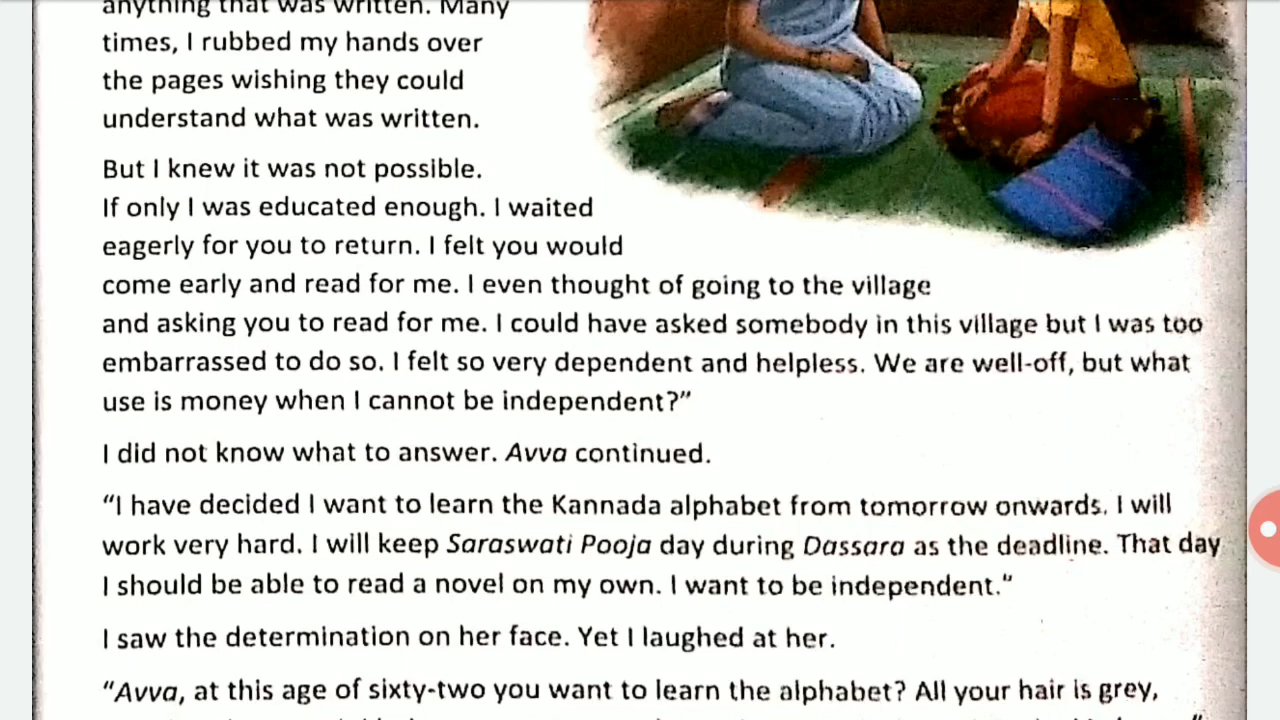 anything that was written. Many
times, I rubbed my hands over
the pages wishing they could
understand what was written.
But I knew it was not possible.
If only I was educated enough. I waited
eagerly for you to return. I felt you would
come early and read for me. I even thought of going to the village
and asking you to read for me. I could have asked somebody in this village but I was too
embarrassed to do so. I felt so very dependent and helpless. We are well-off, but what
use is money when I cannot be independent?”
I did not know what to answer. Avva continued.
“I have decided I want to learn the Kannada alphabet from tomorrow onwards. I will
work very hard. I will keep Saraswati Pooja day during Dassara as the deadline. That day
I should be able to read a novel on my own. I want to be independent."
I saw the determination on her face. Yet I laughed at her.
“Avva, at this age of sixty-two you want to learn the alphabet? All your hair is grey,